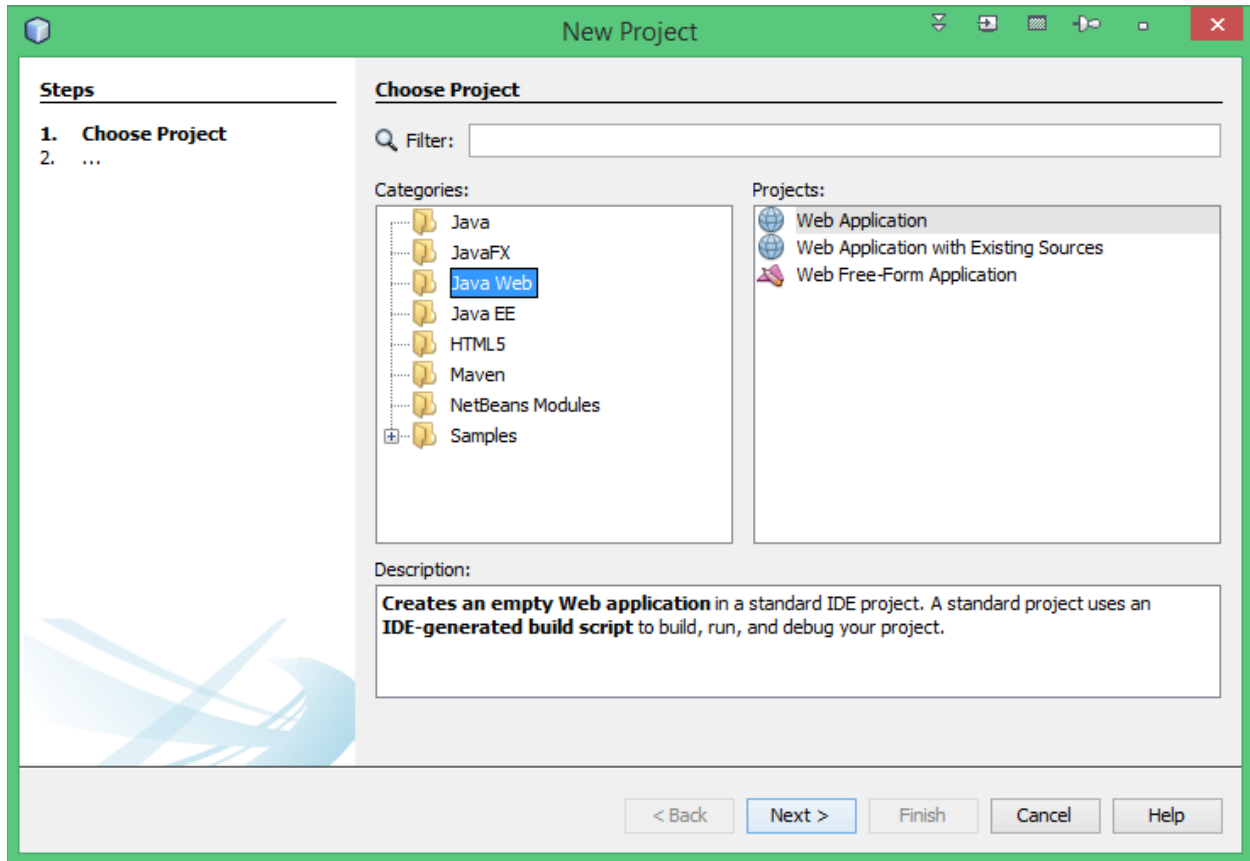 New Project
Steps
1. Choose Project
2. ...
Choose Project
Filter:
Categories:
Java
JavaFX
Java Web
Java EE
HTML5
Maven
NetBeans Modules
Samples
Projects:
Web Application
Web Application with Existing Sources
Web Free-Form Application
Description:
Creates an empty Web application in a standard IDE project. A standard project uses an
IDE-generated build script to build, run, and debug your project.
< Back Next > Finish Cancel Help